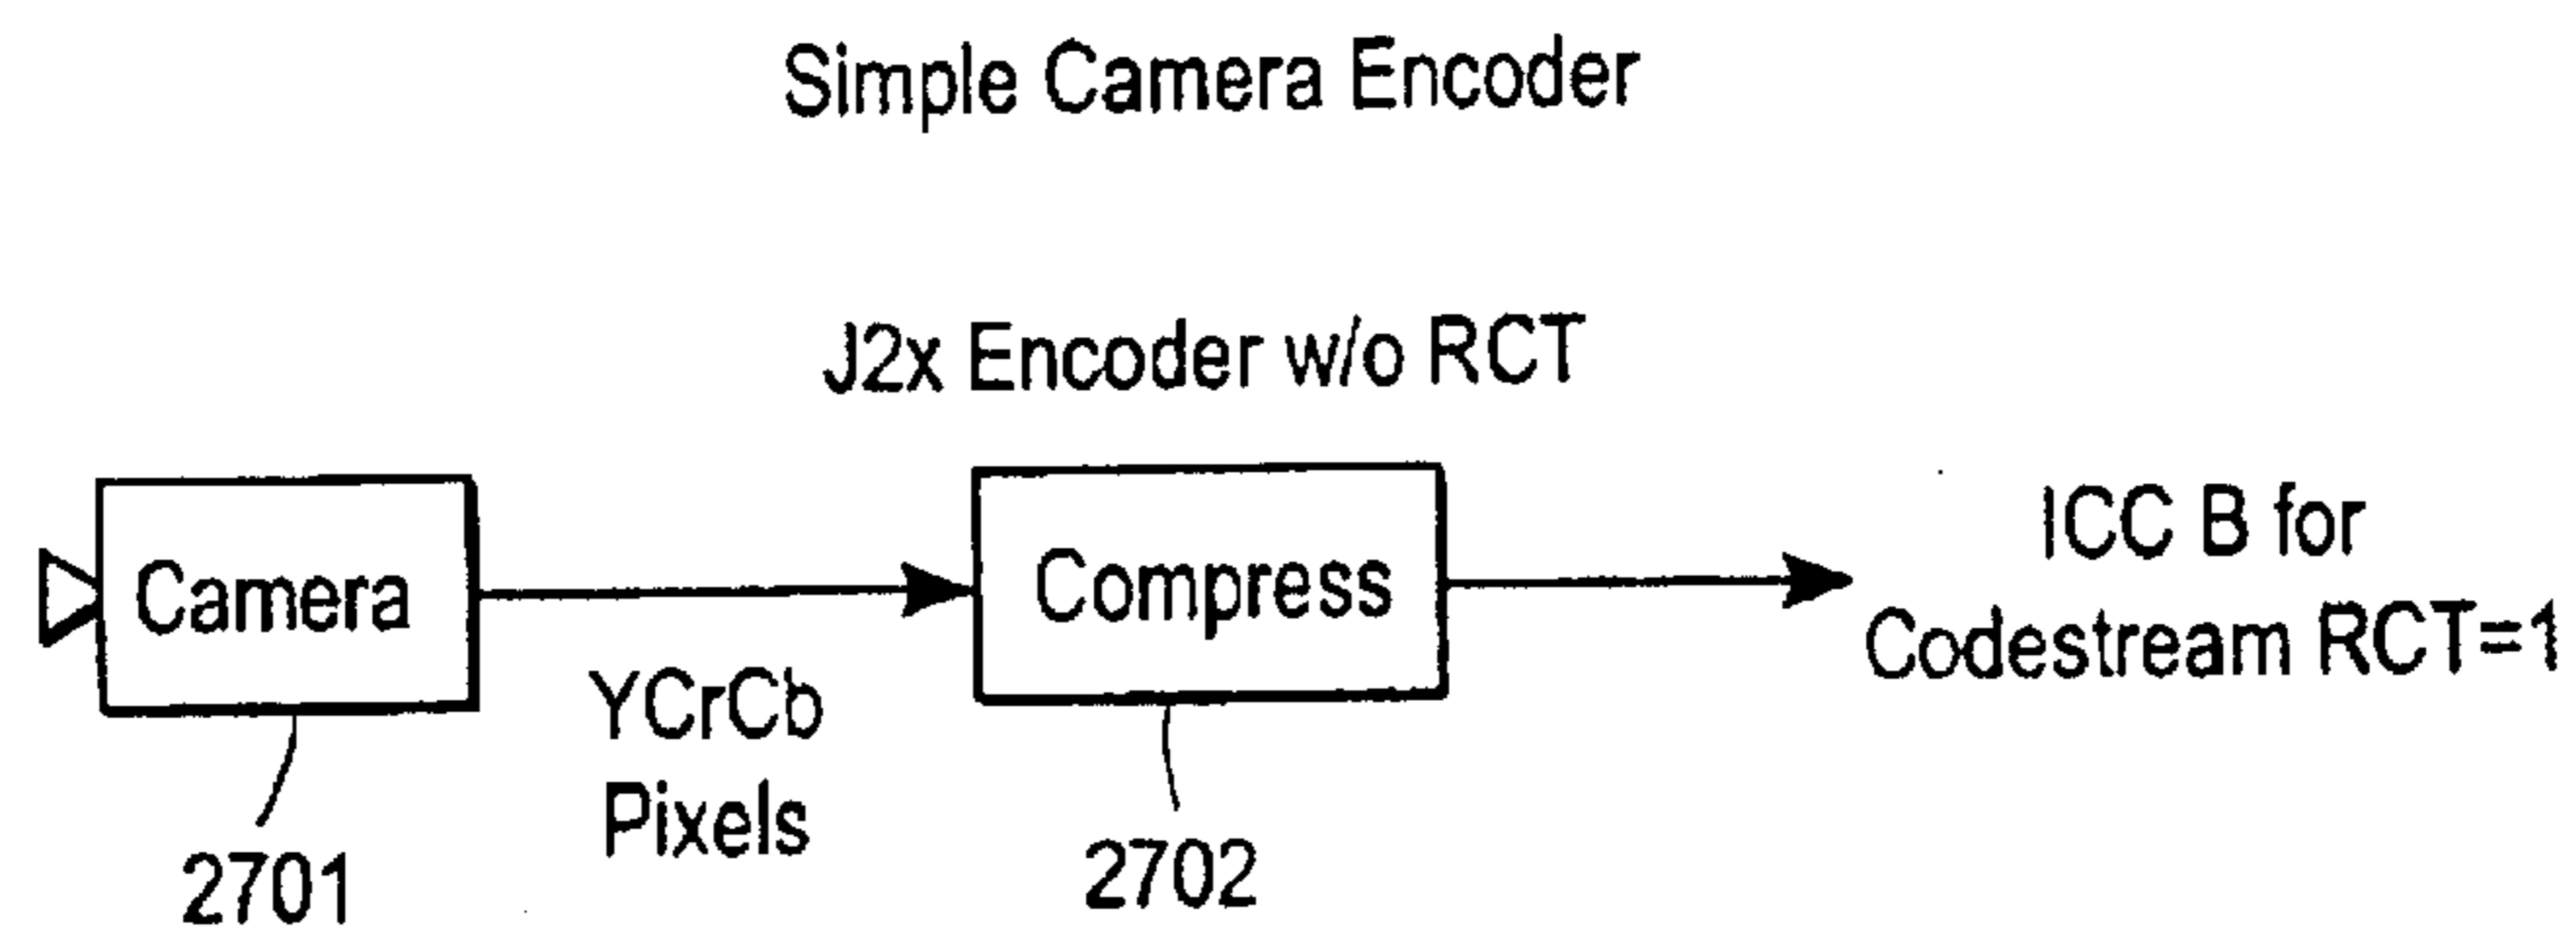 Simple Camera Encoder
J2x Encoder w/o RCT
Camera
YCrCb
Pixels
Compress
ICC B for
Codestream RCT=1
2701
2702